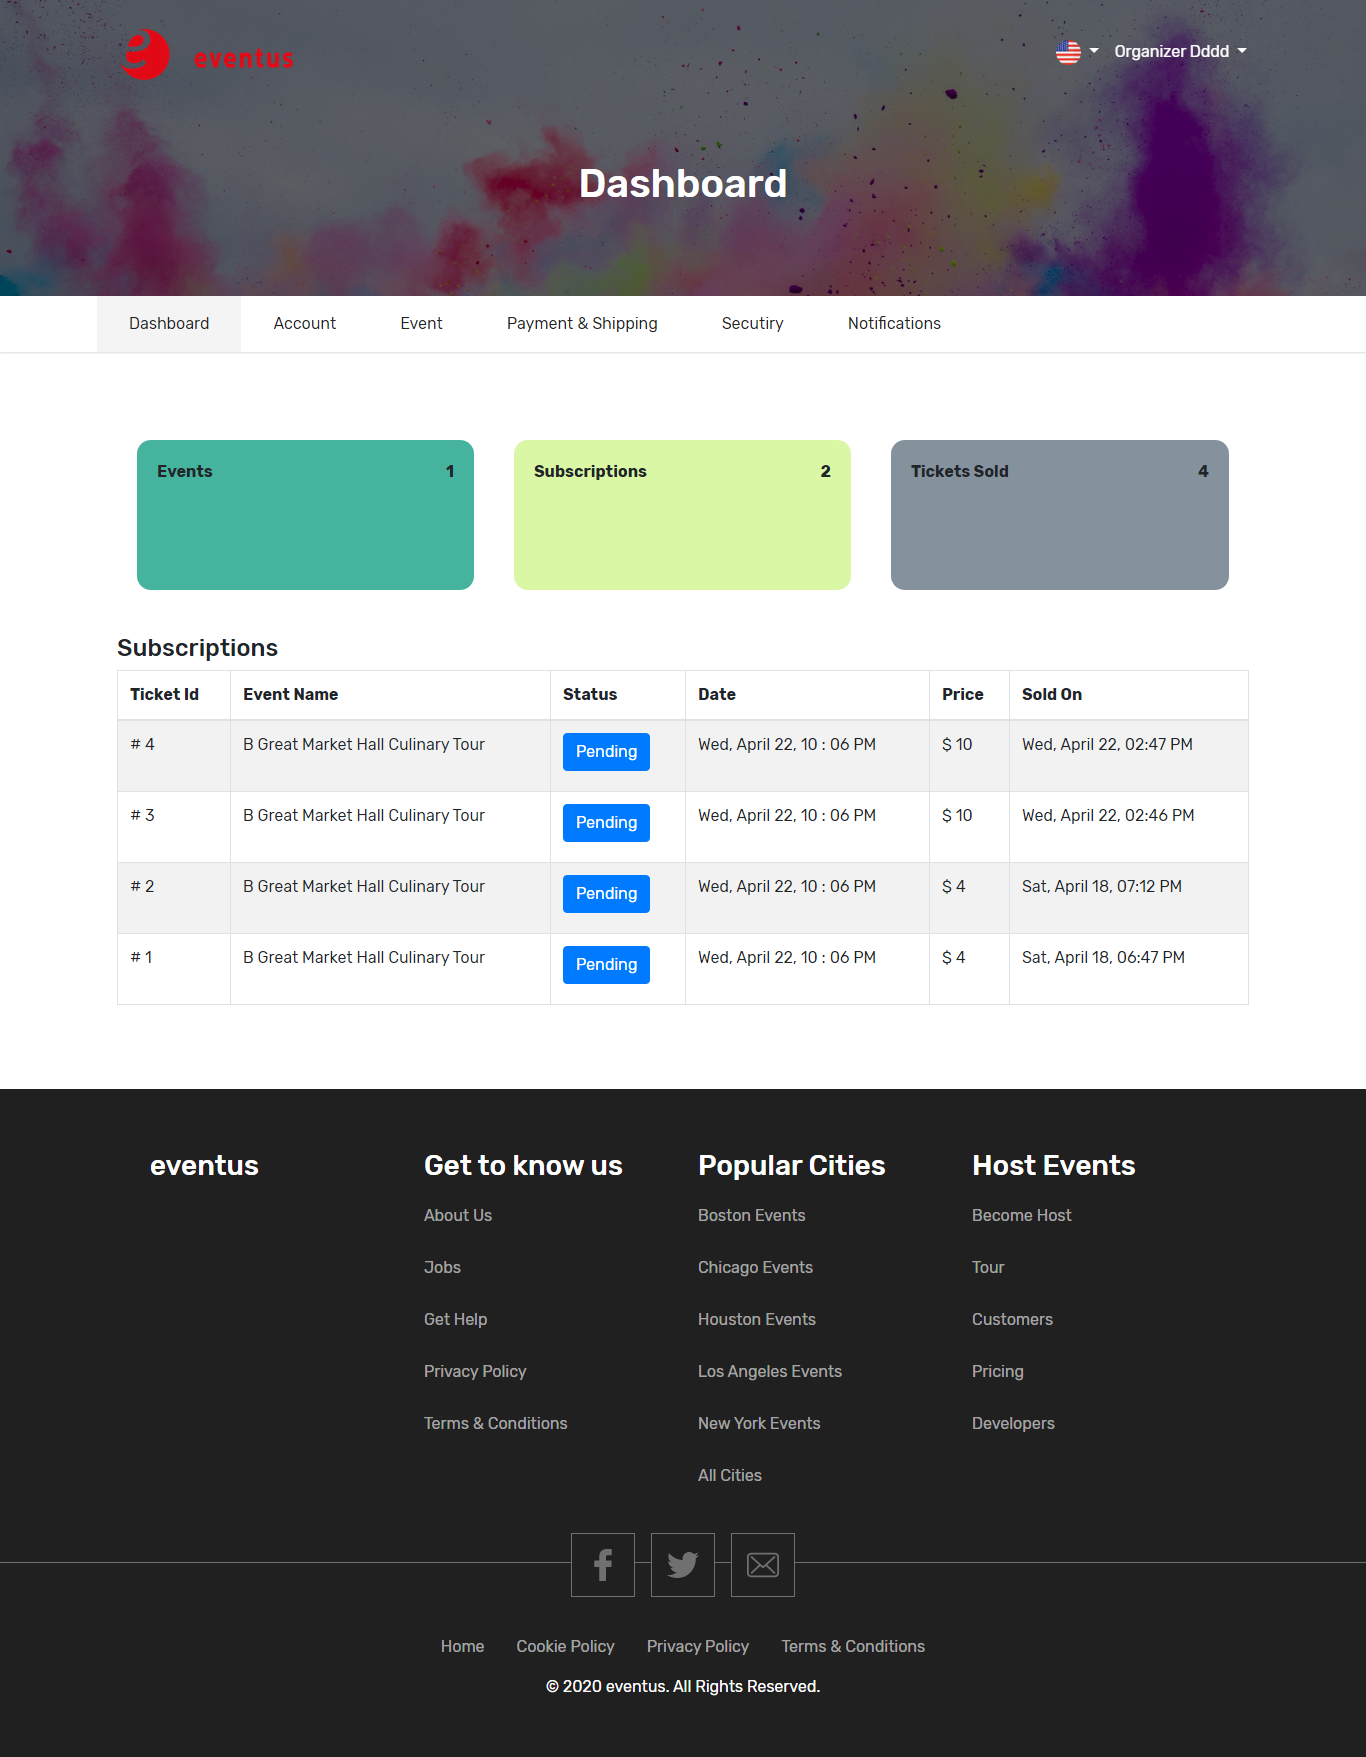 eventus
Organizer Dddd
Dashboard
Dashboard Account Event Payment & Shipping Secutiry Notifications
Events 1 Subscriptions 2 Tickets Sold 4
Subscriptions
Ticket Id Event Name Status Date Price Sold On
# 4 B Great Market Hall Culinary Tour Pending Wed, April 22, 10 : 06 PM $ 10 Wed, April 22, 02:47 PM
# 3 B Great Market Hall Culinary Tour Pending Wed, April 22, 10 : 06 PM $ 10 Wed, April 22, 02:46 PM
# 2 B Great Market Hall Culinary Tour Pending Wed, April 22, 10 : 06 PM $ 4 Sat, April 18, 07:12 PM
# 1 B Great Market Hall Culinary Tour Pending Wed, April 22, 10 : 06 PM $ 4 Sat, April 18, 06:47 PM
eventus
Get to know us
About Us
Jobs
Get Help
Privacy Policy
Terms & Conditions
Popular Cities
Boston Events
Chicago Events
Houston Events
Los Angeles Events
New York Events
All Cities
Host Events
Become Host
Tour
Customers
Pricing
Developers
Home Cookie Policy Privacy Policy Terms & Conditions
© 2020 eventus. All Rights Reserved.